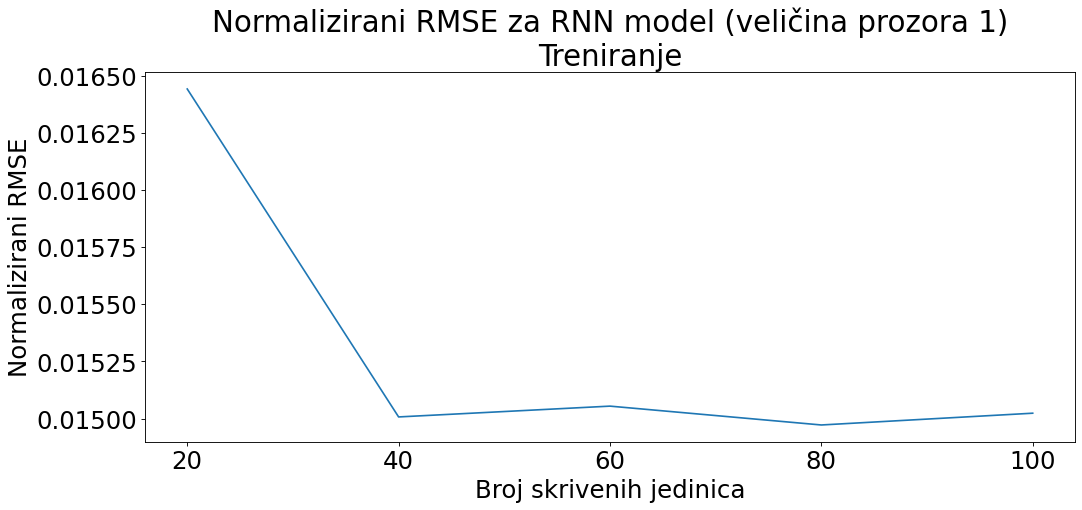 Normalizirani RMSE za RNN model (veličina prozora 1)
Treniranje
0.01650
0.01625
0.01600
0.01575
0.01550
0.01525
0.01500
Normalizirani RMSE
20 40 60 80 100
Broj skrivenih jedinica